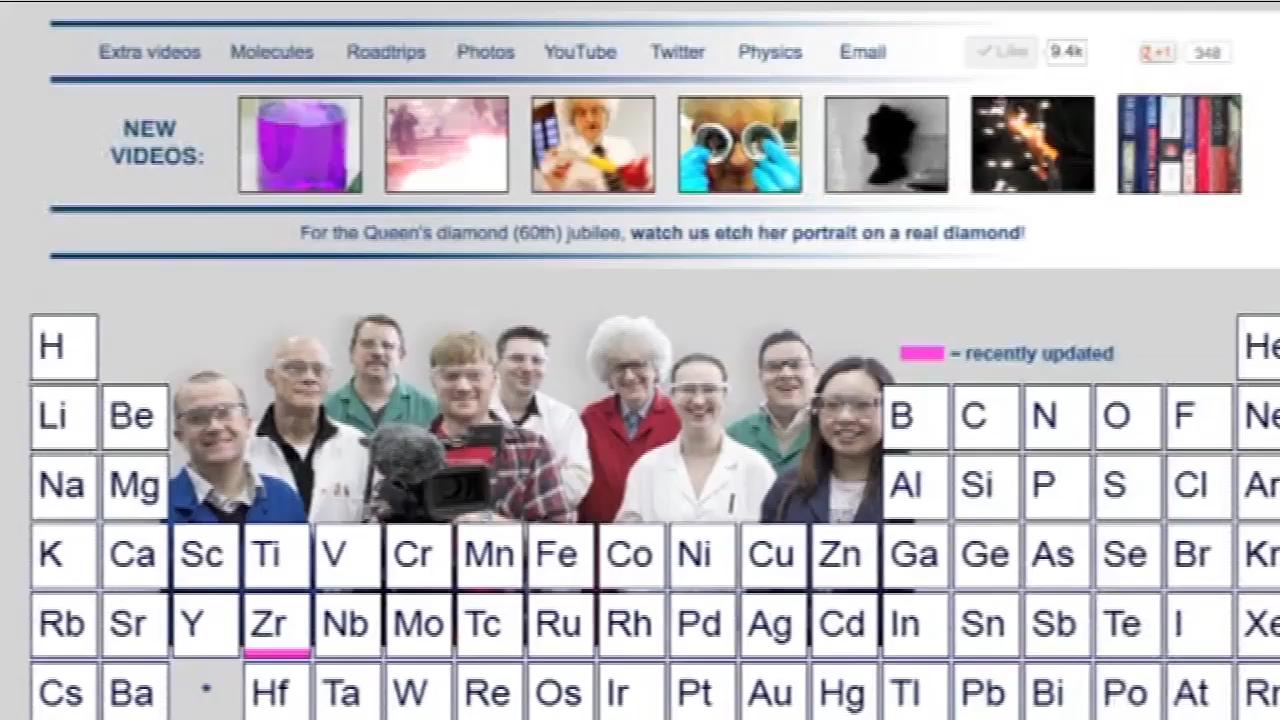 Extra videos Molecules Roadtrips Photos YouTube Twitter Physics Email Like 9.4k +1 948
NEW
VIDEOS:
For the Queen's diamond (60th) jubilee, watch us etch her portrait on a real diamond!
H He
= recently updated
Li Be B C N O F Ne
Na Mg Al Si P S Cl Ar
K Ca Sc Ti V Cr Mn Fe Co Ni Cu Zn Ga Ge As Se Br Kr
Rb Sr Y Zr Nb Mo Tc Ru Rh Pd Ag Cd In Sn Sb Te I Xe
Cs Ba * Hf Ta W Re Os Ir Pt Au Hg Tl Pb Bi Po At Rn